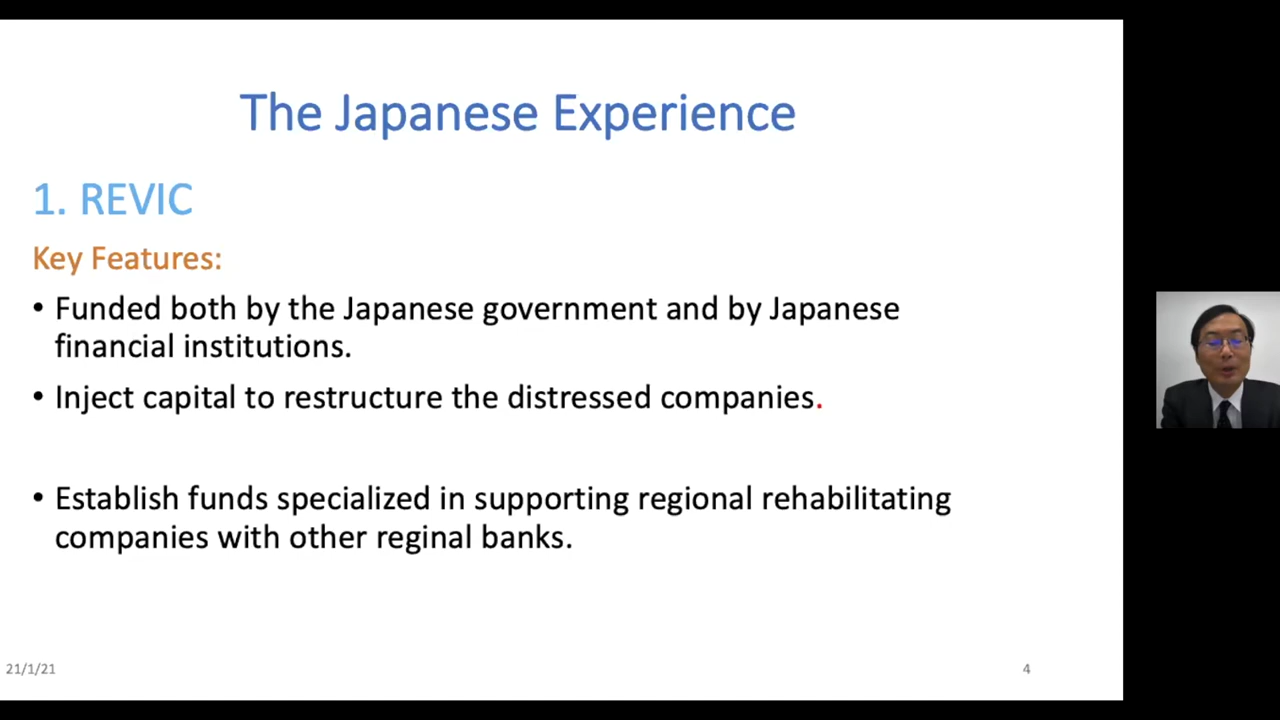 The Japanese Experience
1. REVIC
Key Features:
• Funded both by the Japanese government and by Japanese
financial institutions.
• Inject capital to restructure the distressed companies.
• Establish funds specialized in supporting regional rehabilitating
companies with other reginal banks.
21/1/21
4